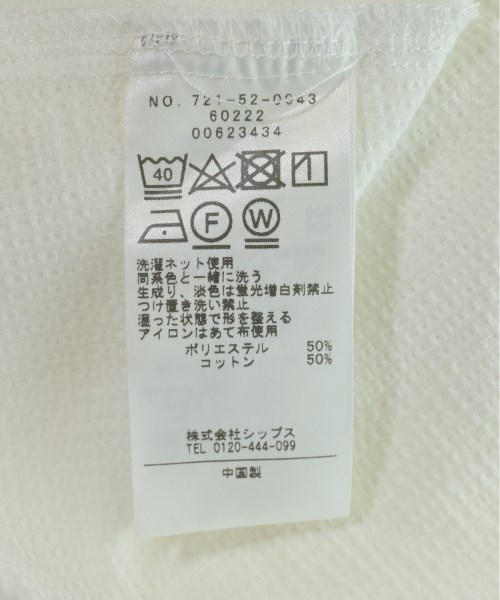 NO. 721-52-0043
60222
00623434
40
F W
洗濯ネット使用
同系色と一緒に洗う
生成り、淡色は蛍光増白剤禁止
つけ置き洗い禁止
湿った状態で形を整える
アイロンはあて布使用
ポリエステル 50%
コットン 50%
株式会社シップス
TEL 0120-444-099
中国製